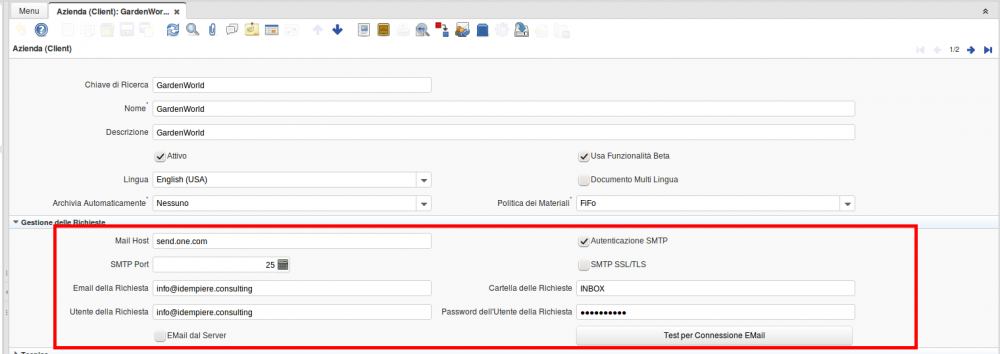 Menu Azienda (Client): GardenWor...
Azienda (Client) 1/2
Chiave di Ricerca GardenWorld
Nome* GardenWorld
Descrizione GardenWorld
Attivo Usa Funzionalità Beta
Lingua English (USA) Documento Multi Lingua
Archivia Automaticamente* Nessuno Politica dei Materiali* FiFo
Gestione delle Richieste
Mail Host send.one.com Autenticazione SMTP
SMTP Port 25 SMTP SSL/TLS
Email della Richiesta info@idempiere.consulting Cartella delle Richieste INBOX
Utente della Richiesta info@idempiere.consulting Password dell'Utente della Richiesta ••••••••••
EMail dal Server Test per Connessione EMail